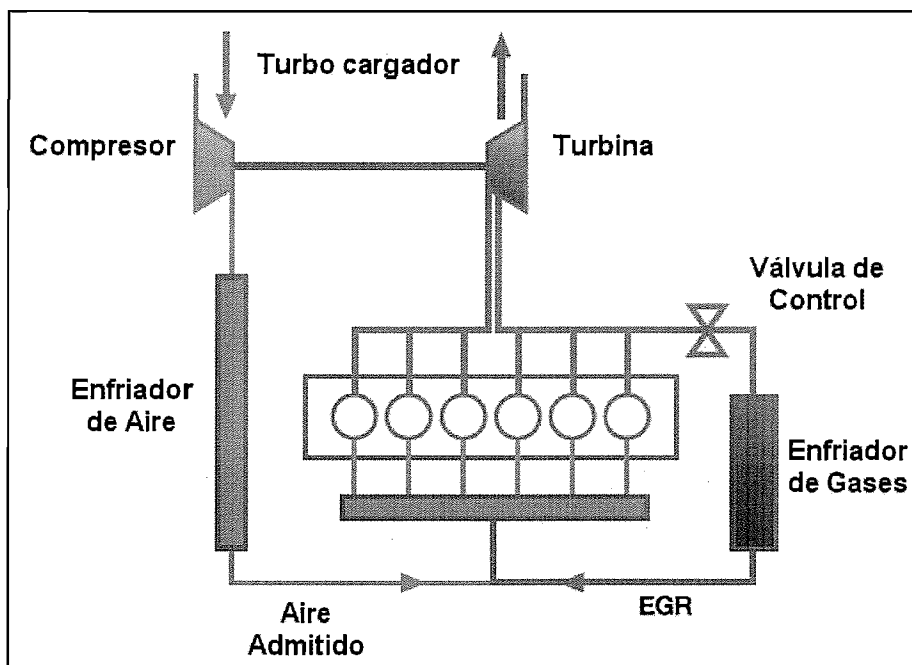 Turbo cargador
Compresor
Turbina
Válvula de
Control
Enfriador
de Aire
Enfriador
de Gases
Aire
Admitido
EGR